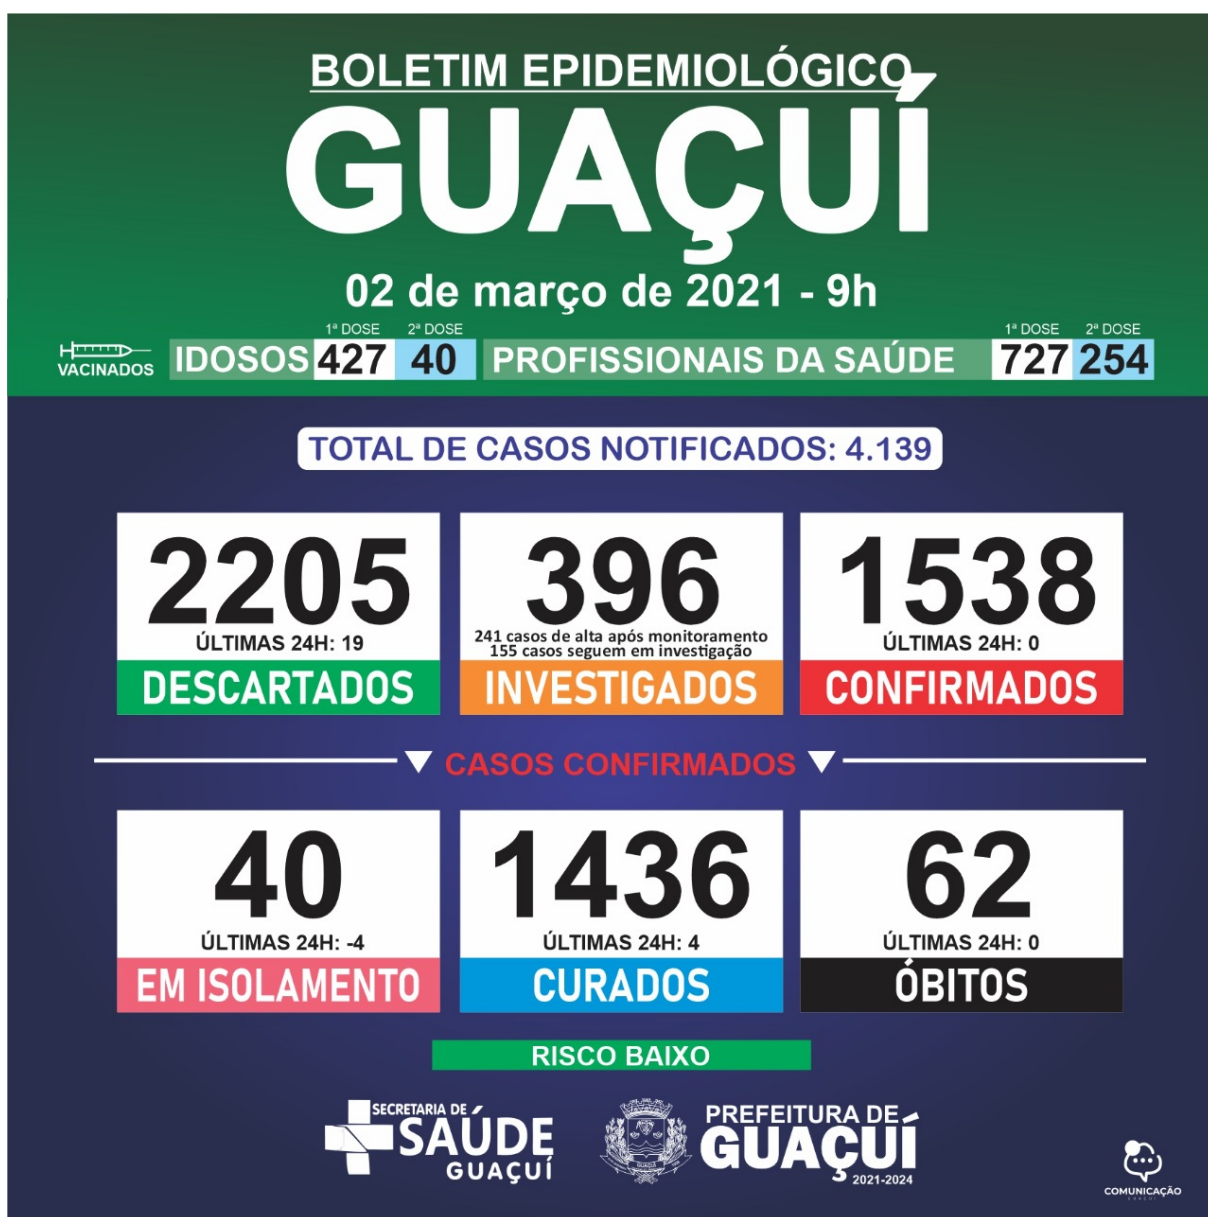 BOLETIM EPIDEMIOLÓGICO
GUAÇUÍ
02 de março de 2021 - 9h
VACINADOS
1ª DOSE 2ª DOSE
IDOSOS 427 40
1ª DOSE 2ª DOSE
PROFISSIONAIS DA SAÚDE 727 254
TOTAL DE CASOS NOTIFICADOS: 4.139
2205
ÚLTIMAS 24H: 19
DESCARTADOS
396
241 casos de alta após monitoramento
155 casos seguem em investigação
INVESTIGADOS
1538
ÚLTIMAS 24H: 0
CONFIRMADOS
CASOS CONFIRMADOS
40
ÚLTIMAS 24H: -4
EM ISOLAMENTO
1436
ÚLTIMAS 24H: 4
CURADOS
62
ÚLTIMAS 24H: 0
ÓBITOS
RISCO BAIXO
SECRETARIA DE
SAÚDE
GUAÇUÍ
PREFEITURA DE
GUAÇUÍ
2021-2024
COMUNICAÇÃO